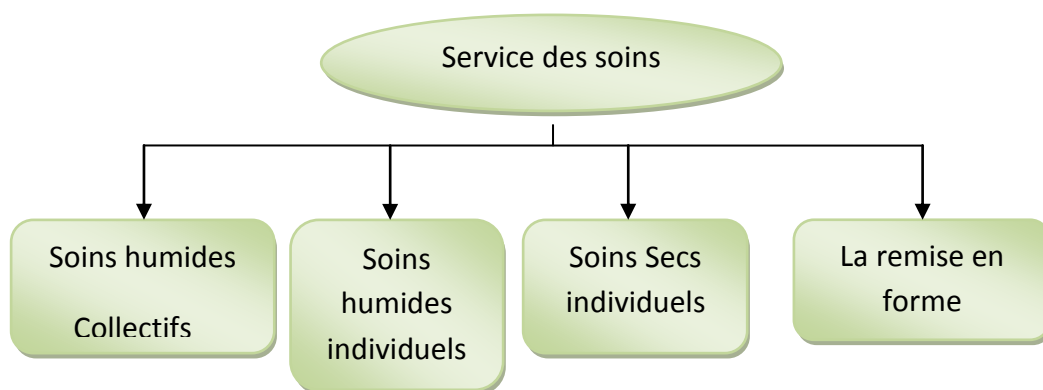 Service des soins
Soins humides
Collectifs
Soins
humides
individuels
Soins Secs
individuels
La remise en
forme